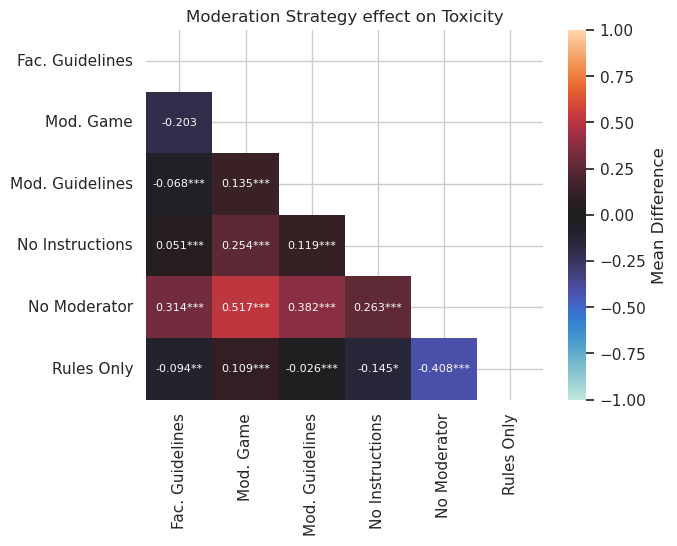 Moderation Strategy effect on Toxicity
Fac. Guidelines
Mod. Game
-0.203
Mod. Guidelines
-0.068*** 0.135***
No Instructions
0.051*** 0.254*** 0.119***
No Moderator
0.314*** 0.517*** 0.382*** 0.263***
Rules Only
-0.094** 0.109*** -0.026*** -0.145* -0.408***
Fac. Guidelines
Mod. Game
Mod. Guidelines
No Instructions
No Moderator
Rules Only
1.00
0.75
0.50
0.25
0.00
−0.25
−0.50
−0.75
−1.00
Mean Difference